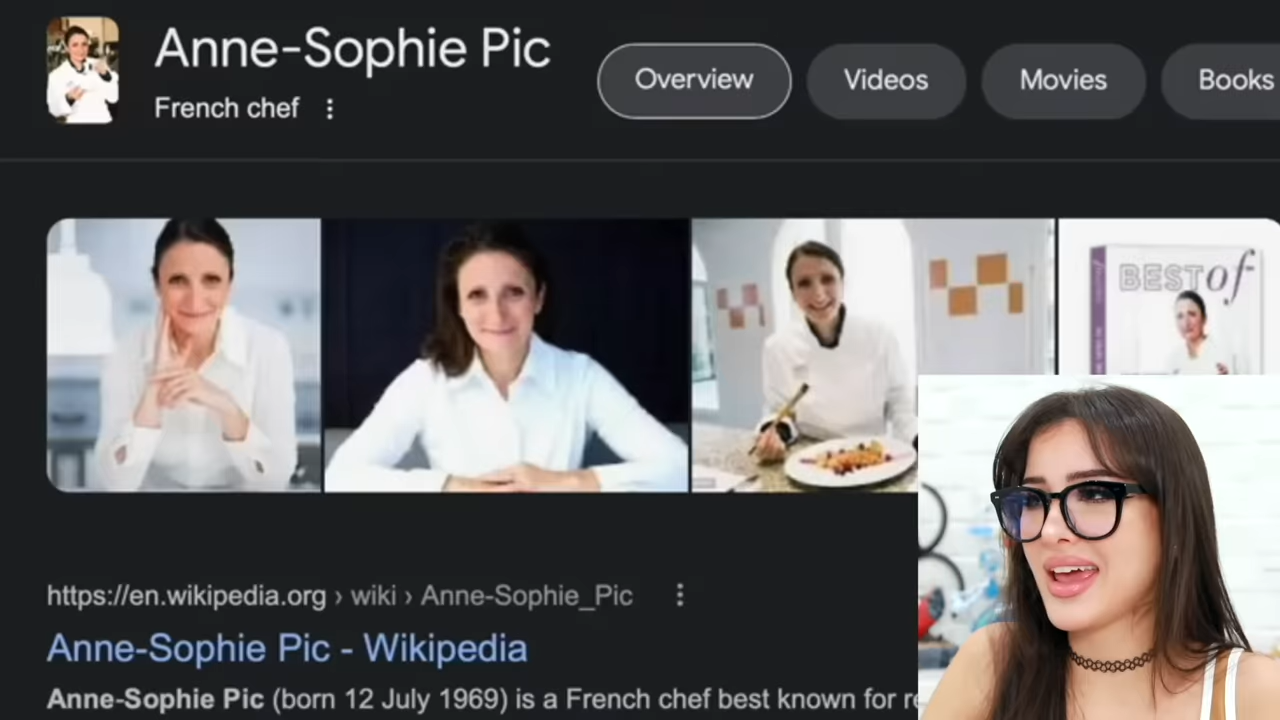 Anne-Sophie Pic
French chef
Overview
Videos
Movies
Books
BEST of
https://en.wikipedia.org › wiki › Anne-Sophie_Pic
Anne-Sophie Pic - Wikipedia
Anne-Sophie Pic (born 12 July 1969) is a French chef best known for